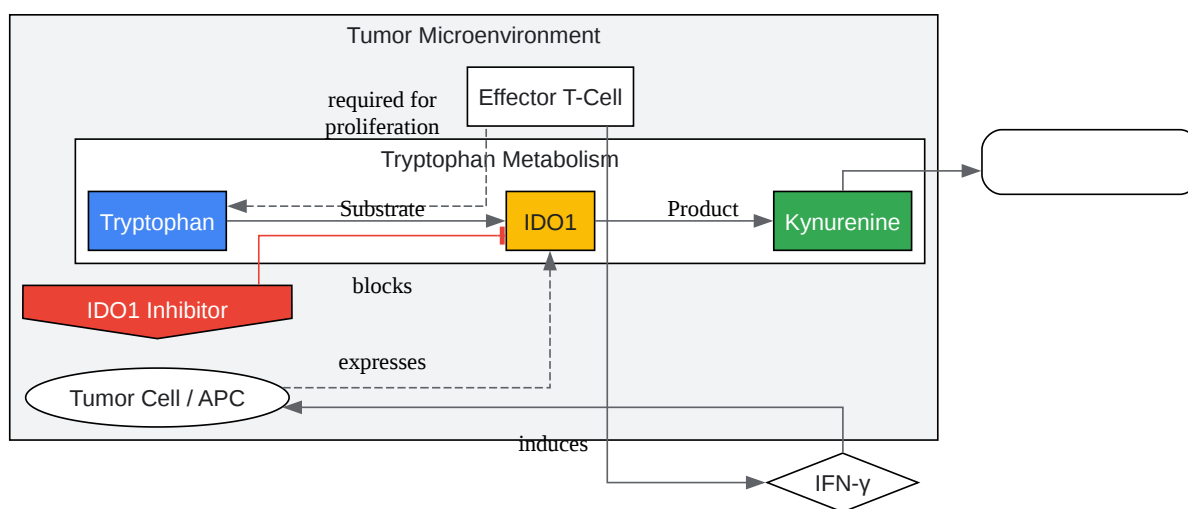 Tumor Microenvironment
Effector T-Cell
required for
proliferation
Tryptophan Metabolism
Tryptophan
Substrate
IDO1
Product
Kynurenine
blocks
IDO1 Inhibitor
expresses
Tumor Cell / APC
induces
IFN-γ